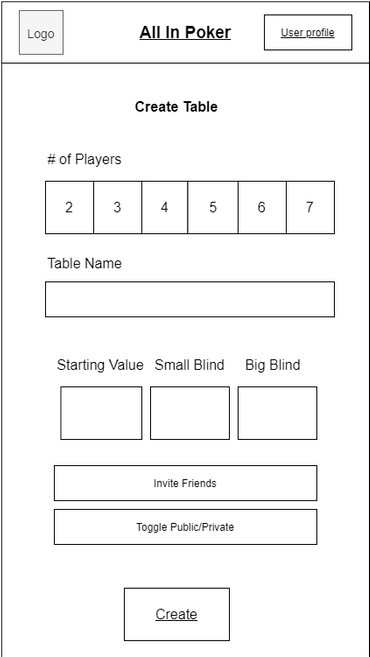 Logo
All In Poker
User profile
Create Table
# of Players
2 3 4 5 6 7
Table Name
Starting Value Small Blind Big Blind
Invite Friends
Toggle Public/Private
Create